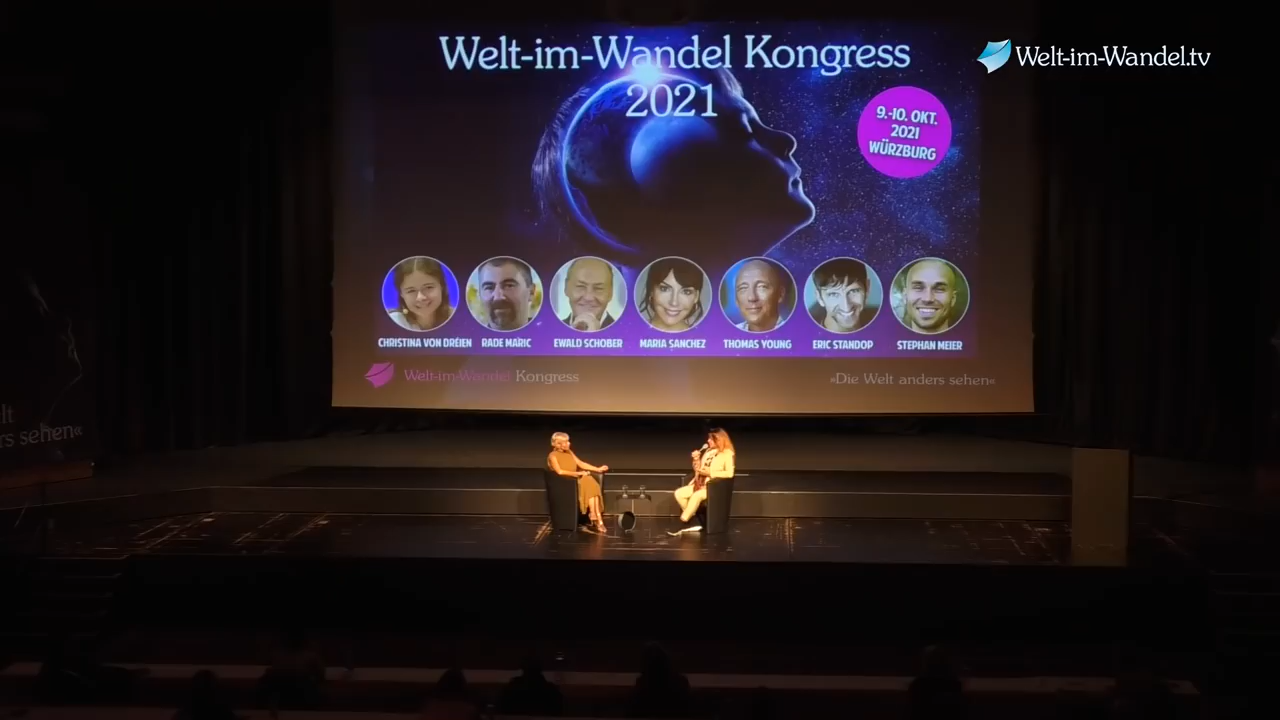 Welt-im-Wandel Kongress
2021
Welt-im-Wandel.tv
9.-10. OKT.
2021
WÜRZBURG
CHRISTINA VON DREIEN
RADE MARIC
EWALD SCHOBER
MARIA SANCHEZ
THOMAS YOUNG
ERIC STANDOP
STEPHAN MEIER
Welt-im-Wandel Kongress
»Die Welt anders sehen«
lt
rs sehen«